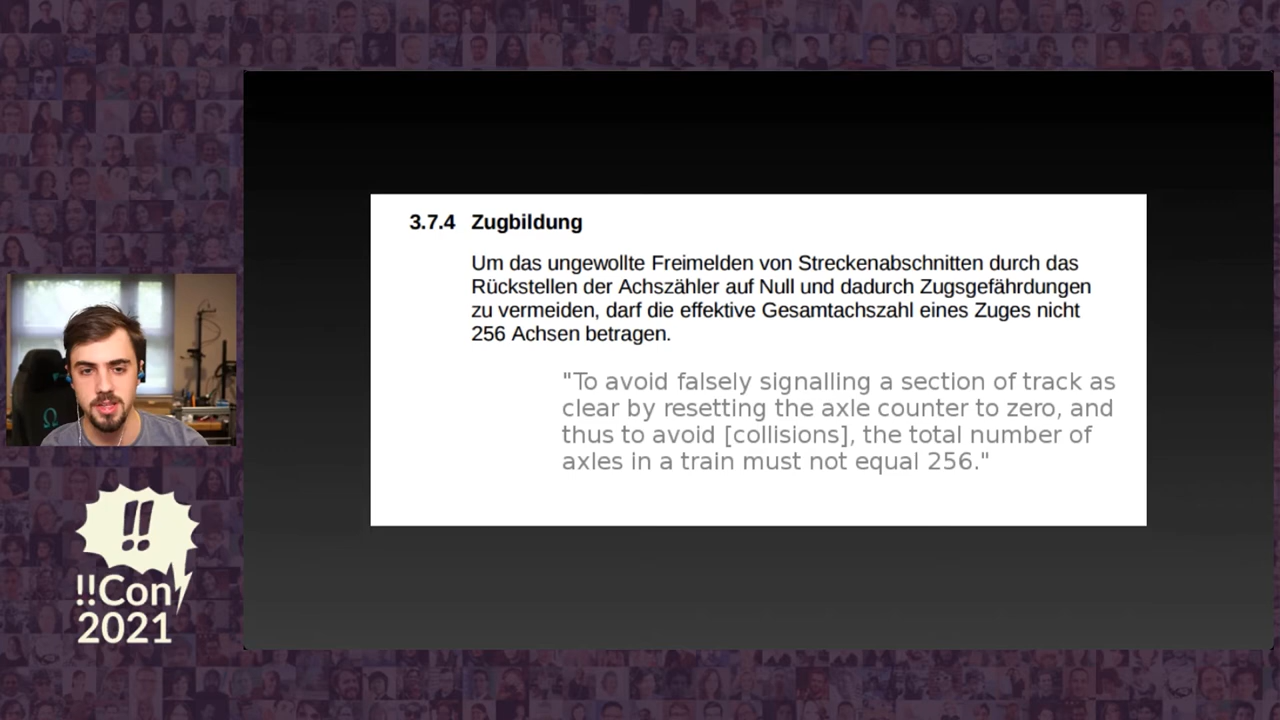 3.7.4 Zugbildung
Um das ungewollte Freimelden von Streckenabschnitten durch das
Rückstellen der Achszähler auf Null und dadurch Zugsgefährdungen
zu vermeiden, darf die effektive Gesamtachszahl eines Zuges nicht
256 Achsen betragen.
"To avoid falsely signalling a section of track as
clear by resetting the axle counter to zero, and
thus to avoid [collisions], the total number of
axles in a train must not equal 256."
!!
!!Con
2021